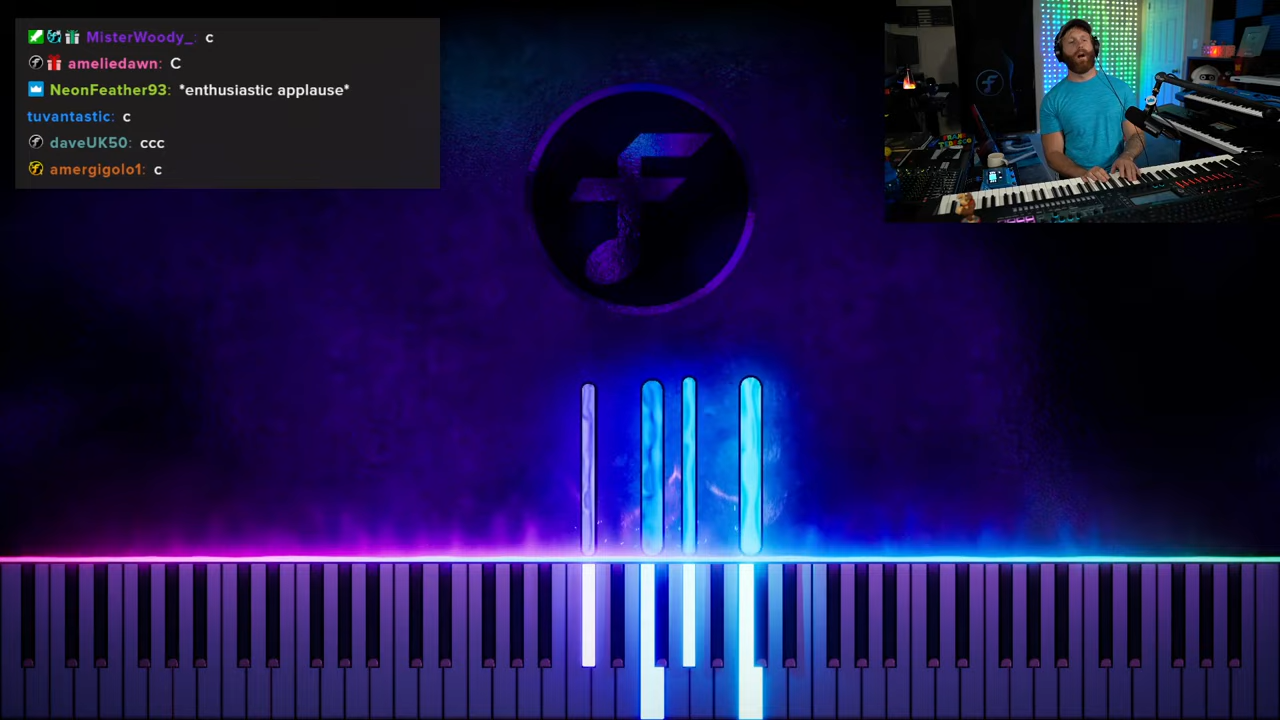 MIsterWoody_: c
ameliedawn: C
NeonFeather93: *enthusiastic applause*
tuvantastic: c
daveUK50: ccc
amergigolo1: c